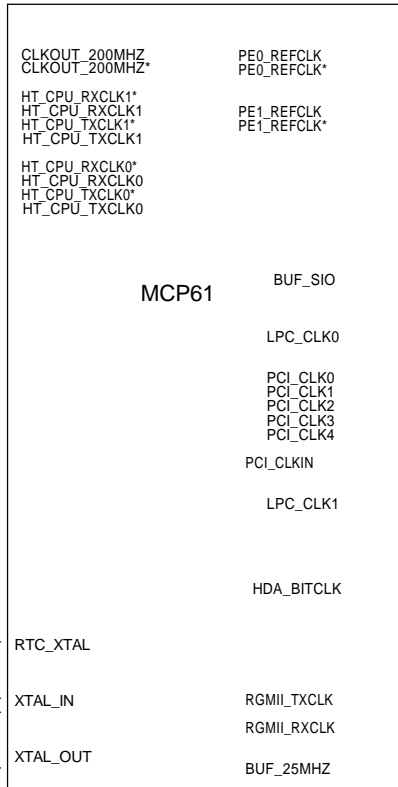 CLKOUT_200MHZ
CLKOUT_200MHZ*
HT_CPU_RXCLK1*
HT_CPU_RXCLK1
HT_CPU_TXCLK1*
HT_CPU_TXCLK1
HT_CPU_RXCLK0*
HT_CPU_RXCLK0
HT_CPU_TXCLK0*
HT_CPU_TXCLK0
PE0_REFCLK
PE0_REFCLK*
PE1_REFCLK
PE1_REFCLK*
MCP61
BUF_SIO
LPC_CLK0
PCI_CLK0
PCI_CLK1
PCI_CLK2
PCI_CLK3
PCI_CLK4
PCI_CLKIN
LPC_CLK1
HDA_BITCLK
RTC_XTAL
XTAL_IN
XTAL_OUT
RGMII_TXCLK
RGMII_RXCLK
BUF_25MHZ